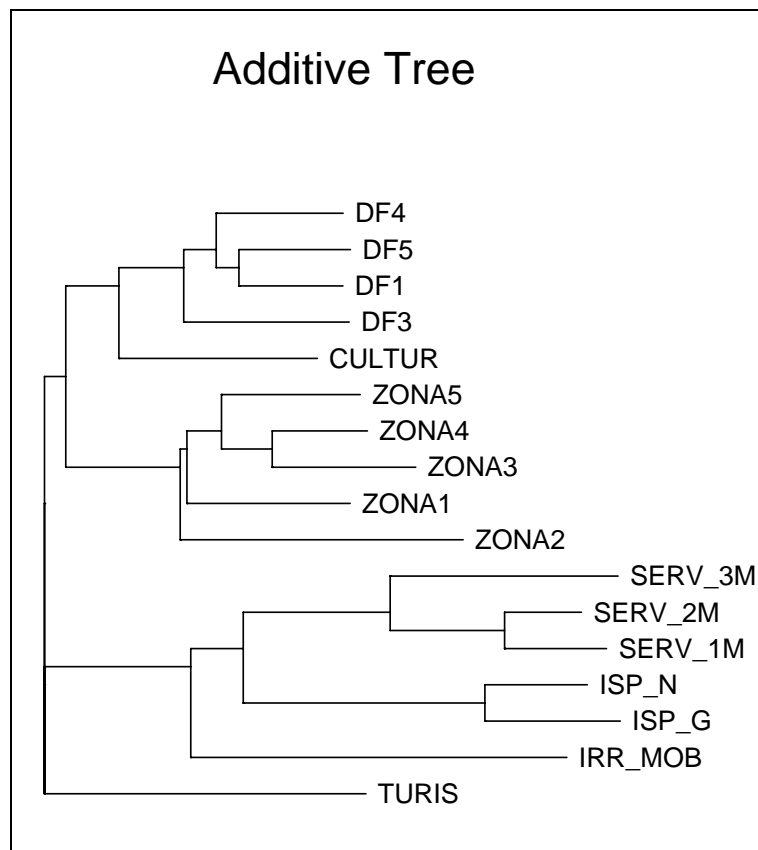 Additive Tree
DF4
DF5
DF1
DF3
CULTUR
ZONA5
ZONA4
ZONA3
ZONA1
ZONA2
SERV_3M
SERV_2M
SERV_1M
ISP_N
ISP_G
IRR_MOB
TURIS